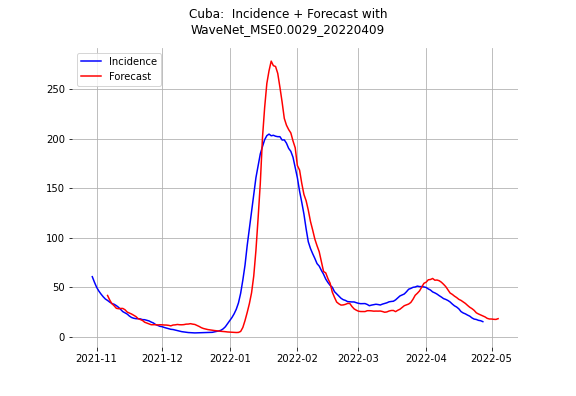 Cuba:  Incidence + Forecast with
WaveNet_MSE0.0029_20220409
Incidence
Forecast
250
200
150
100
50
0
2021-11 2021-12 2022-01 2022-02 2022-03 2022-04 2022-05